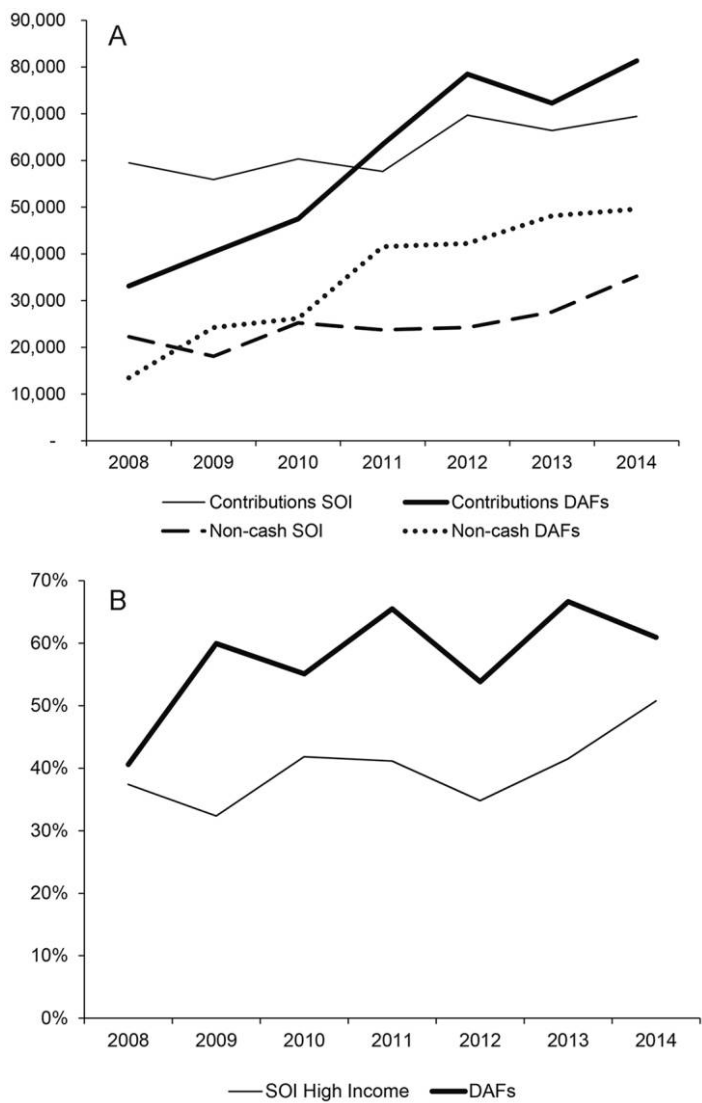 A
90,000
80,000
70,000
60,000
50,000
40,000
30,000
20,000
10,000
-
2008 2009 2010 2011 2012 2013 2014
Contributions SOI Contributions DAFs
Non-cash SOI Non-cash DAFs
B
70%
60%
50%
40%
30%
20%
10%
0%
2008 2009 2010 2011 2012 2013 2014
SOI High Income DAFs